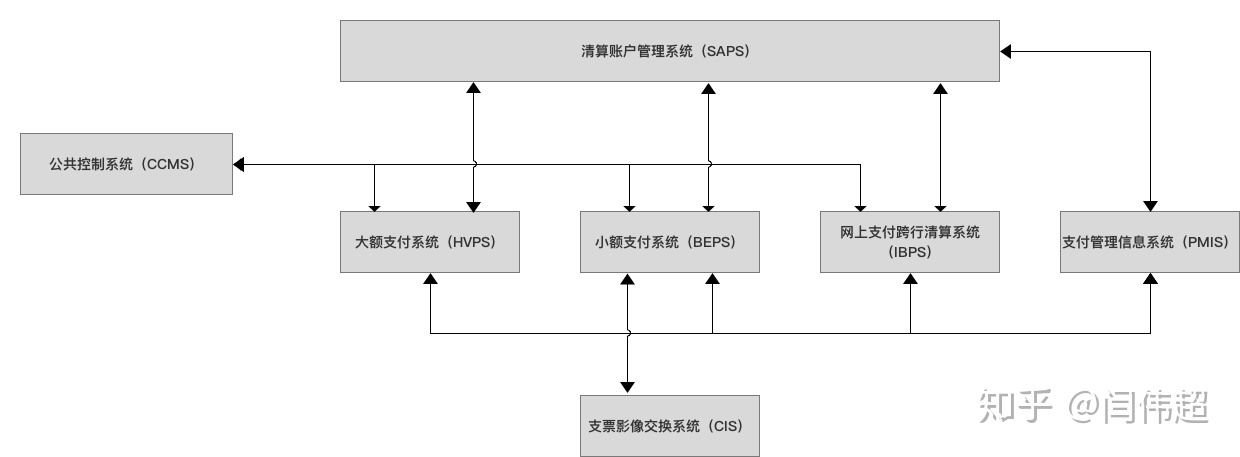 清算账户管理系统（SAPS）
公共控制系统（CCMS）
大额支付系统（HVPS）
小额支付系统（BEPS）
网上支付跨行清算系统
（IBPS）
支付管理信息系统（PMIS）
支票影像交换系统（CIS）
知乎 @闫伟超